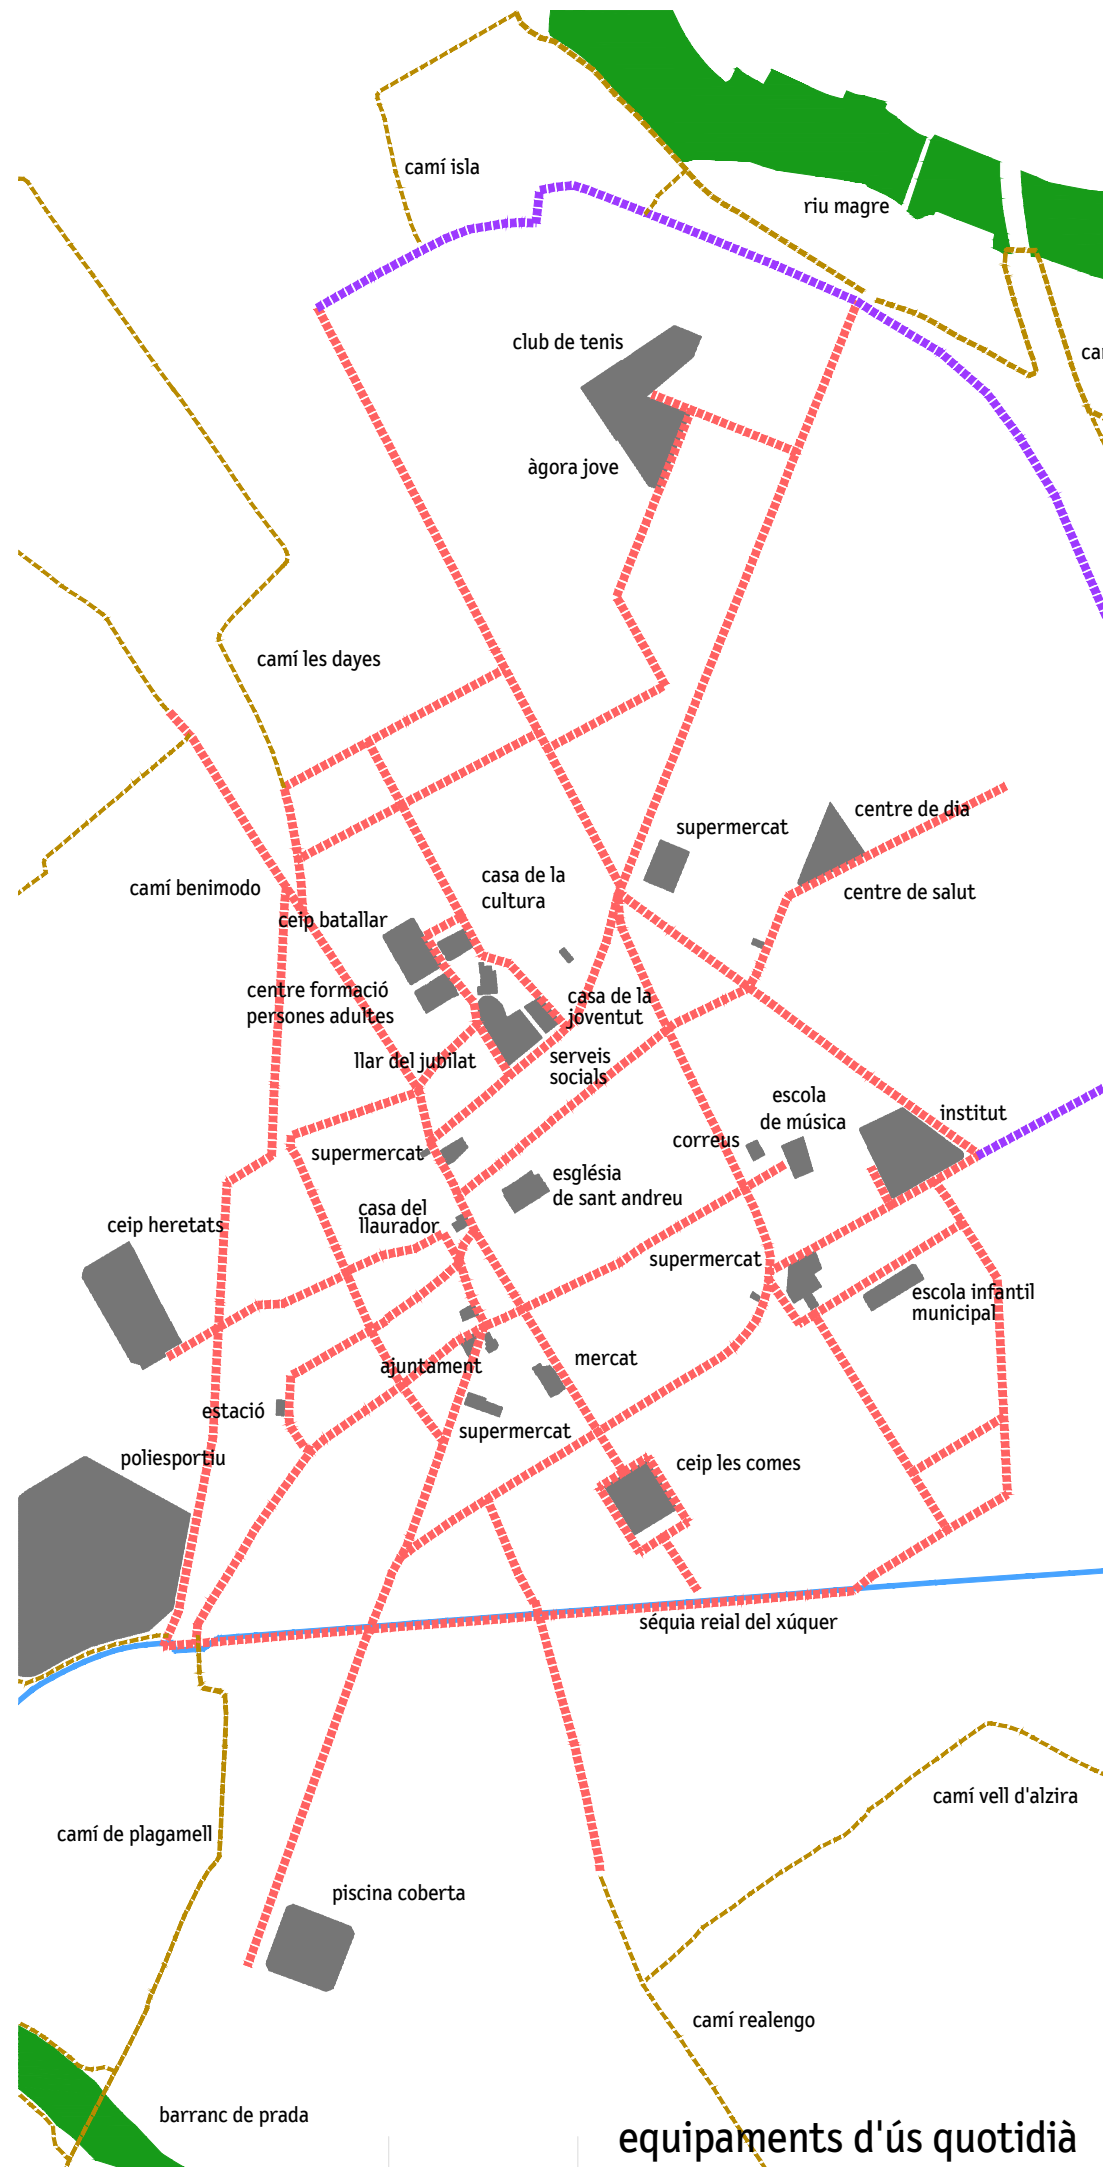 camí isla
riu magre
club de tenis
àgora jove
camí les dayes
supermercat
centre de dia
centre de salut
casa de la
cultura
camí benimodo
ceip batallar
centre formació
persones adultes
casa de la
joventut
llar del jubilat
serveis
socials
escola
de música
institut
correus
supermercat
església
de sant andreu
casa del
llaurador
ceip heretats
supermercat
escola infantil
municipal
ajuntament
mercat
estació
supermercat
poliesportiu
ceip les comes
séquia reial del xúquer
camí vell d'alzira
camí de plagamell
piscina coberta
camí realengo
barranc de prada
equipaments d'ús quotidià